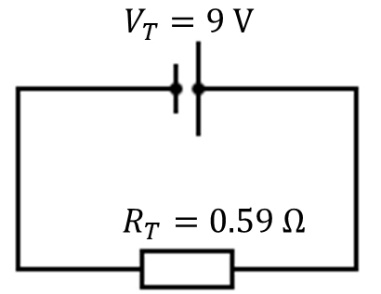 V_T = 9 V
R_T = 0.59 Ω